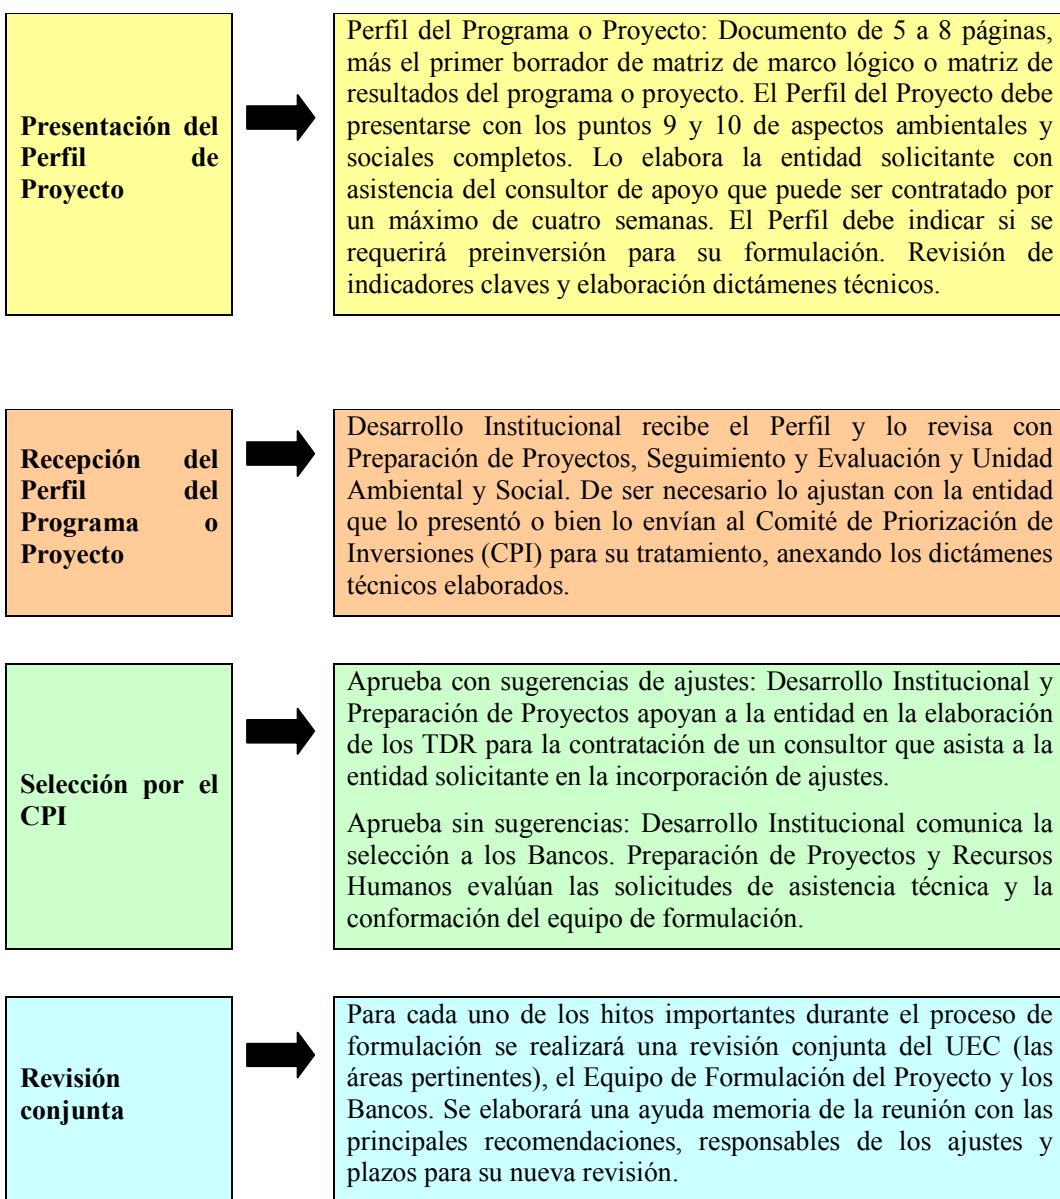 Presentación del
Perfil de
Proyecto
Perfil del Programa o Proyecto: Documento de 5 a 8 páginas,
más el primer borrador de matriz de marco lógico o matriz de
resultados del programa o proyecto. El Perfil del Proyecto debe
presentarse con los puntos 9 y 10 de aspectos ambientales y
sociales completos. Lo elabora la entidad solicitante con
asistencia del consultor de apoyo que puede ser contratado por
un máximo de cuatro semanas. El Perfil debe indicar si se
requerirá preinversión para su formulación. Revisión de
indicadores claves y elaboración dictámenes técnicos.
Recepción del
Perfil del
Programa o
Proyecto
Desarrollo Institucional recibe el Perfil y lo revisa con
Preparación de Proyectos, Seguimiento y Evaluación y Unidad
Ambiental y Social. De ser necesario lo ajustan con la entidad
que lo presentó o bien lo envían al Comité de Priorización de
Inversiones (CPI) para su tratamiento, anexando los dictámenes
técnicos elaborados.
Selección por el
CPI
Aprueba con sugerencias de ajustes: Desarrollo Institucional y
Preparación de Proyectos apoyan a la entidad en la elaboración
de los TDR para la contratación de un consultor que asista a la
entidad solicitante en la incorporación de ajustes.
Aprueba sin sugerencias: Desarrollo Institucional comunica la
selección a los Bancos. Preparación de Proyectos y Recursos
Humanos evalúan las solicitudes de asistencia técnica y la
conformación del equipo de formulación.
Revisión
conjunta
Para cada uno de los hitos importantes durante el proceso de
formulación se realizará una revisión conjunta del UEC (las
áreas pertinentes), el Equipo de Formulación del Proyecto y los
Bancos. Se elaborará una ayuda memoria de la reunión con las
principales recomendaciones, responsables de los ajustes y
plazos para su nueva revisión.